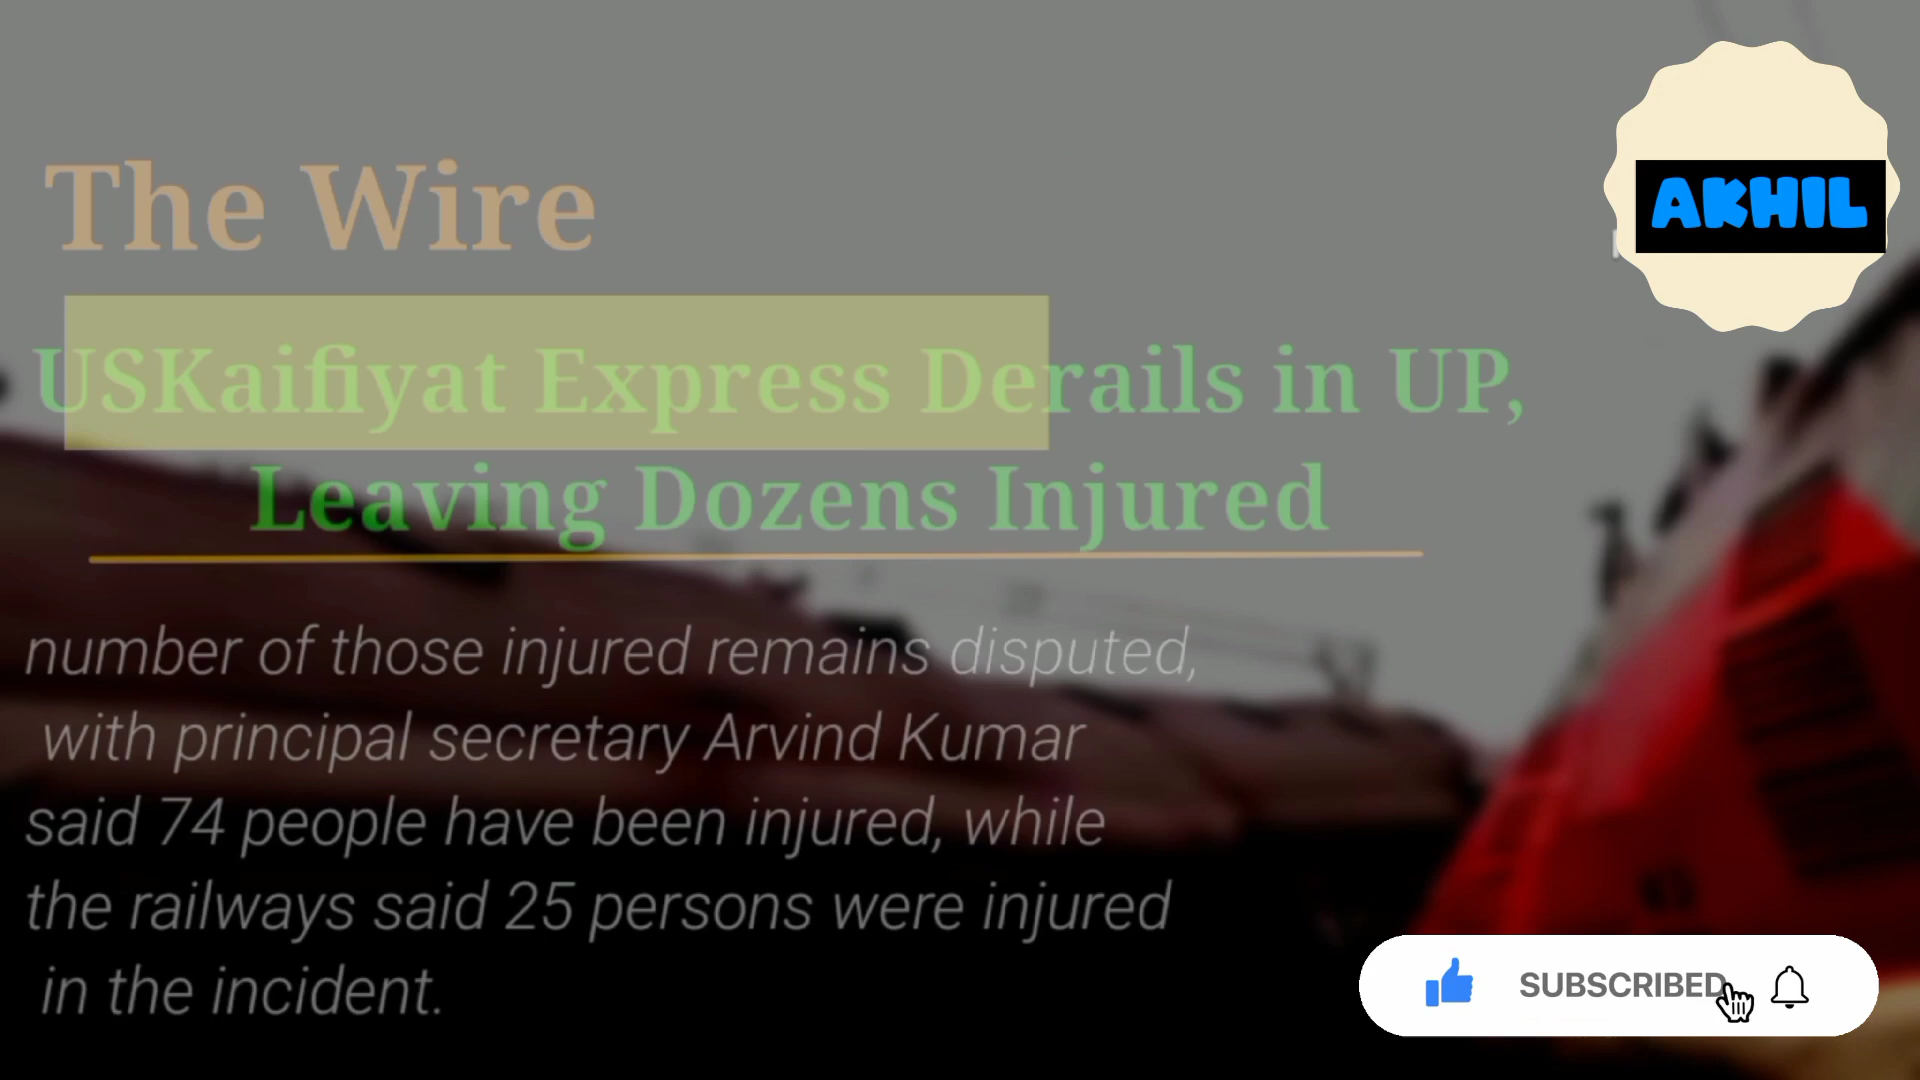 The Wire
AKHIL
USKaifiyat Express Derails in UP,
Leaving Dozens Injured
number of those injured remains disputed,
with principal secretary Arvind Kumar
said 74 people have been injured, while
the railways said 25 persons were injured
in the incident.
SUBSCRIBED